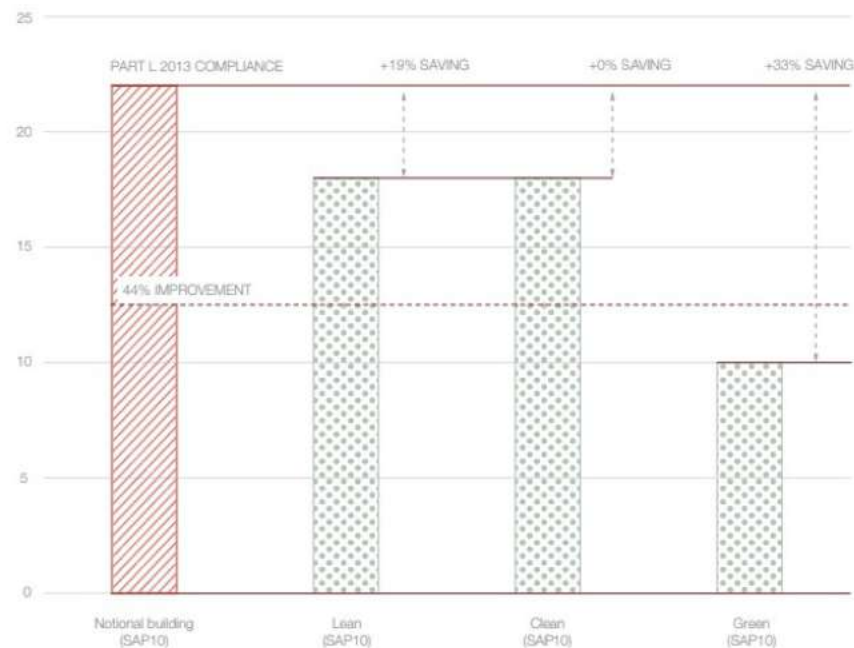 25
PART L 2013 COMPLIANCE +19% SAVING +0% SAVING +33% SAVING
20
15
44% IMPROVEMENT
10
5
0
Notional building Lean Clean Green
(SAP10) (SAP10) (SAP10) (SAP10)